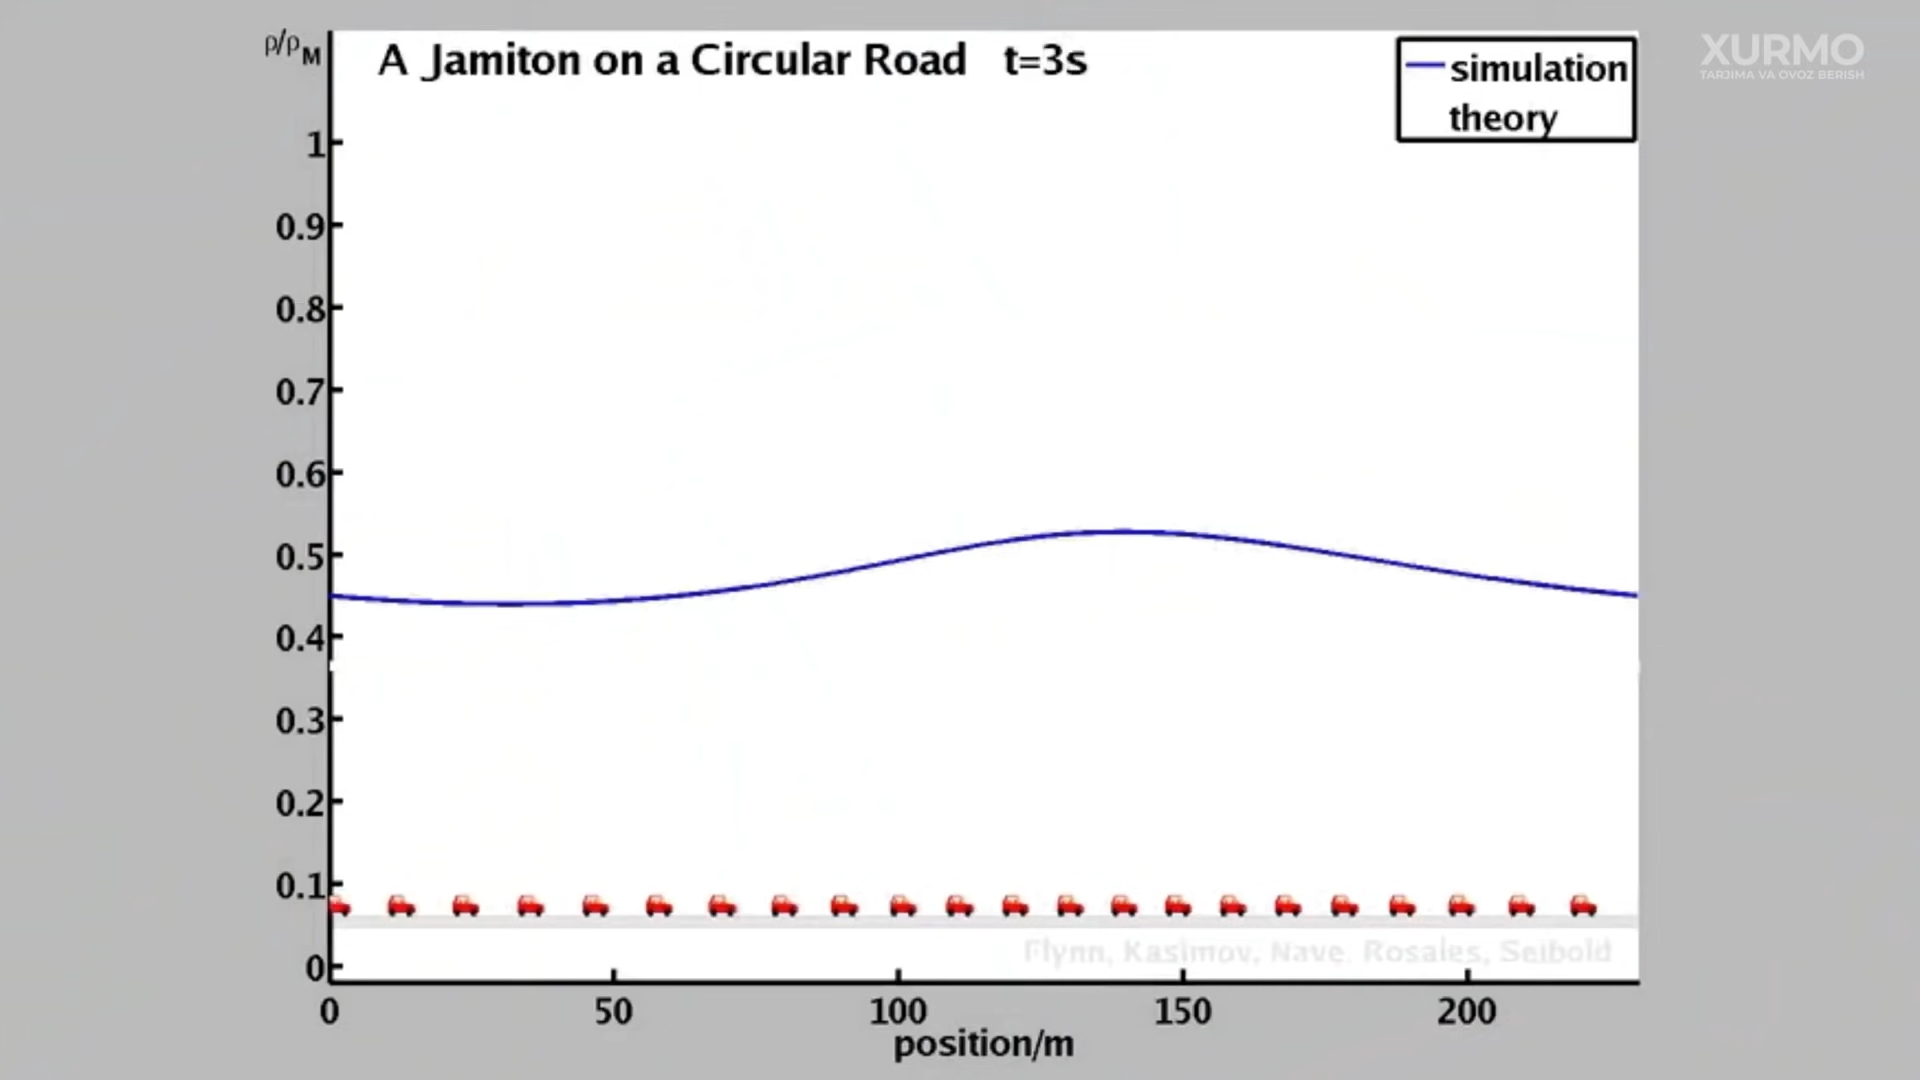 ρ/ρM
A Jamiton on a Circular Road t=3s
simulation
theory
XURMO
TARJIMA VA OVOZ BERISH
1
0.9
0.8
0.7
0.6
0.5
0.4
0.3
0.2
0.1
0
Flynn, Kasimov, Nave, Rosales, Seibold
0 50 100 150 200
position/m